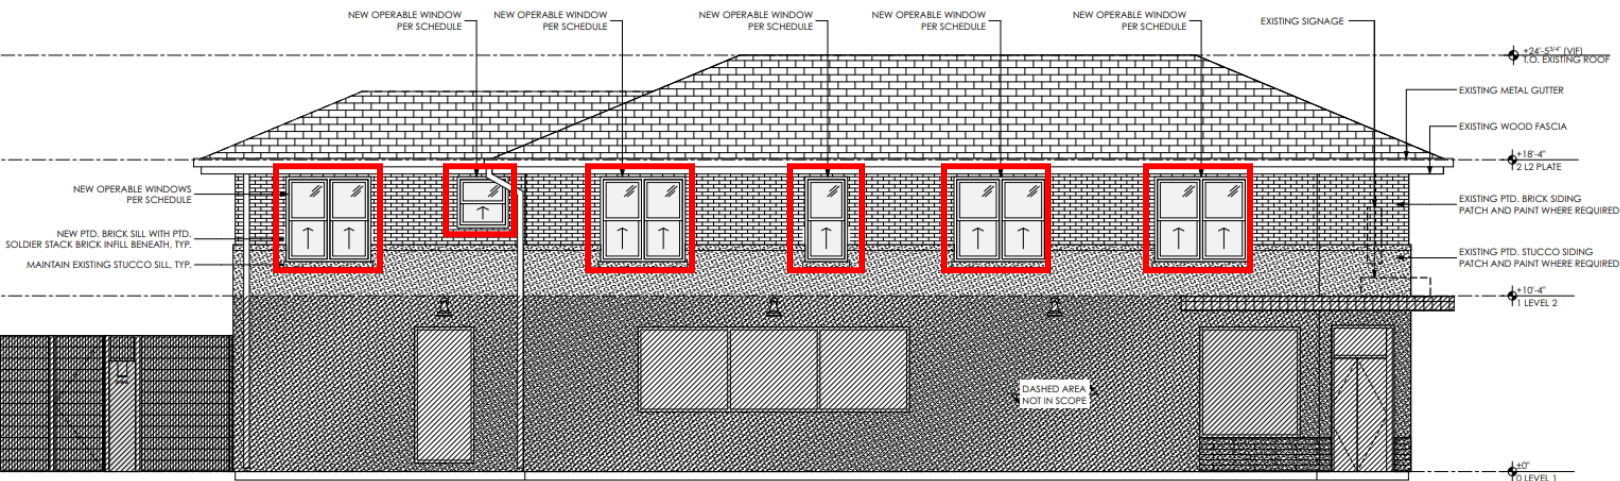 NEW OPERABLE WINDOW
PER SCHEDULE
NEW OPERABLE WINDOW
PER SCHEDULE
NEW OPERABLE WINDOW
PER SCHEDULE
NEW OPERABLE WINDOW
PER SCHEDULE
NEW OPERABLE WINDOW
PER SCHEDULE
EXISTING SIGNAGE
+24'-5³/⁴" (VIF)
T.O. EXISTING ROOF
EXISTING METAL GUTTER
EXISTING WOOD FASCIA
+18'-4"
2 L2 PLATE
NEW OPERABLE WINDOWS
PER SCHEDULE
EXISTING PTD. BRICK SIDING
PATCH AND PAINT WHERE REQUIRED
NEW PTD. BRICK SILL WITH PTD.
SOLDIER STACK BRICK INFILL BENEATH, TYP.
MAINTAIN EXISTING STUCCO SILL, TYP.
EXISTING PTD. STUCCO SIDING
PATCH AND PAINT WHERE REQUIRED
+10'-4"
1 LEVEL 2
DASHED AREA
NOT IN SCOPE
±0"
0 LEVEL 1